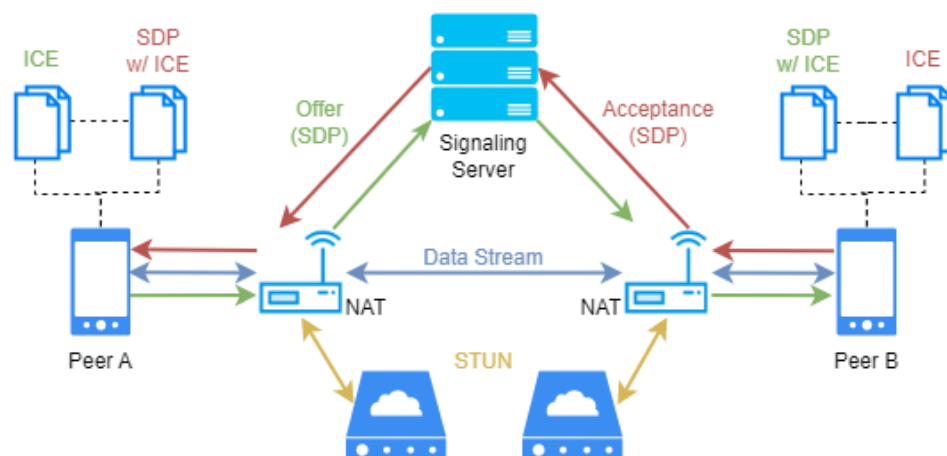 ICE
SDP
w/ ICE
Offer
(SDP)
Signaling
Server
Acceptance
(SDP)
SDP
w/ ICE
ICE
Data Stream
NAT
NAT
Peer A
STUN
Peer B